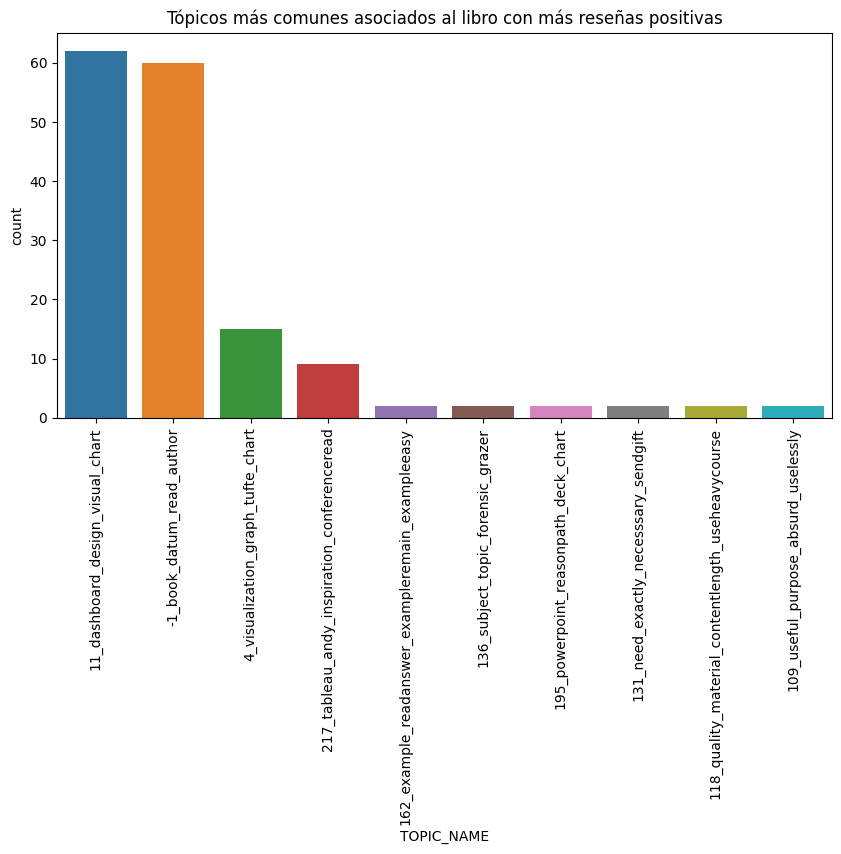 Tópicos más comunes asociados al libro con más reseñas positivas
count
60
50
40
30
20
10
0
11_dashboard_design_visual_chart
-1_book_datum_read_author
4_visualization_graph_tufte_chart
217_tableau_andy_inspiration_conferenceread
162_example_readanswer_exampleremain_exampleeasy
136_subject_topic_forensic_grazer
195_powerpoint_reasonpath_deck_chart
131_need_exactly_necesssary_sendgift
118_quality_material_contentlength_useheavycourse
109_useful_purpose_absurd_uselessly
TOPIC_NAME